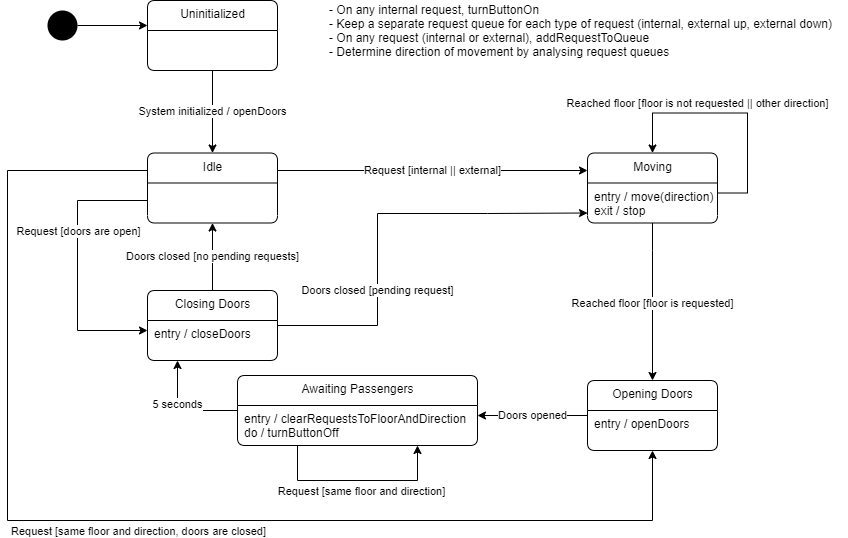 Uninitialized
- On any internal request, turnButtonOn
- Keep a separate request queue for each type of request (internal, external up, external down)
- On any request (internal or external), addRequestToQueue
- Determine direction of movement by analysing request queues
System initialized / openDoors
Reached floor [floor is not requested || other direction]
Idle
Request [internal || external]
Moving
entry / move(direction)
exit / stop
Request [doors are open]
Doors closed [no pending requests]
Doors closed [pending request]
Closing Doors
entry / closeDoors
Reached floor [floor is requested]
5 seconds
Awaiting Passengers
entry / clearRequestsToFloorAndDirection
do / turnButtonOff
Doors opened
Opening Doors
entry / openDoors
Request [same floor and direction]
Request [same floor and direction, doors are closed]